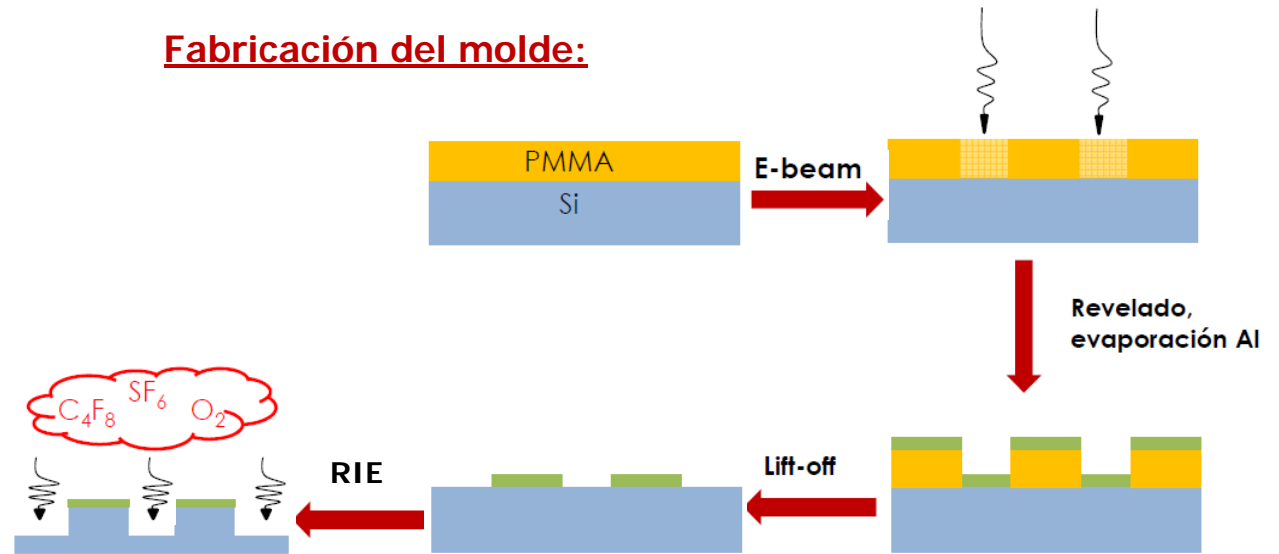 Fabricación del molde:
PMMA
Si
E-beam
Revelado,
evaporación Al
Lift-off
RIE
C₄F₈ SF₆ O₂